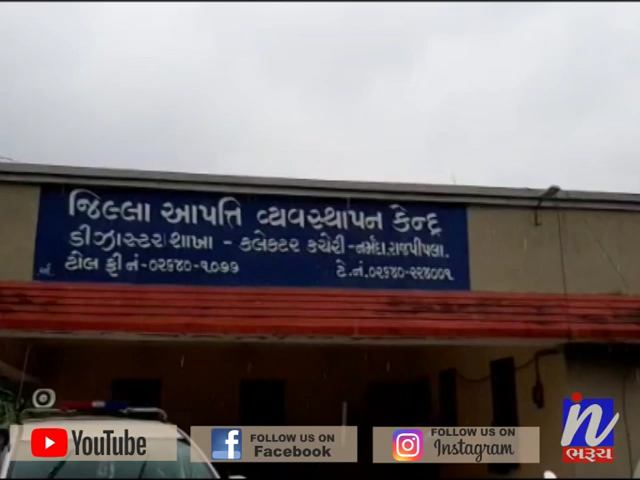 જિલ્લા આપત્તિ વ્યવસ્થાપન કેન્દ્ર
ડીઝાસ્ટર શાખા - કલેક્ટર કચેરી - નર્મદા, રાજપીપલા.
ટોલ ફ્રી નં - ૦૨૬૪૦-૧૦૭૭ ટે.નં. ૦૨૬૪૦-૨૨૪૦૦૧
YouTube
FOLLOW US ON
Facebook
FOLLOW US ON
Instagram
in
ભરૂચ